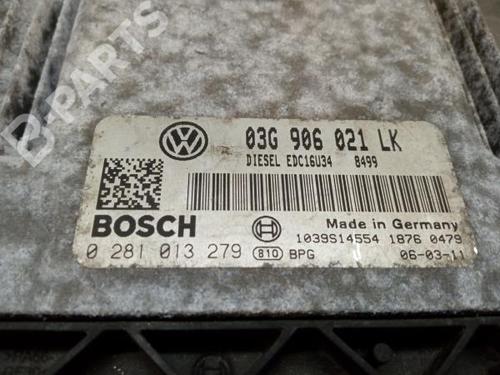 B-PARTS
03G 906 021 LK
DIESEL EDC16U34 8499
BOSCH
Made in Germany
0 281 013 279
1039S14554 1876 0479
810 BPG
06-03-11